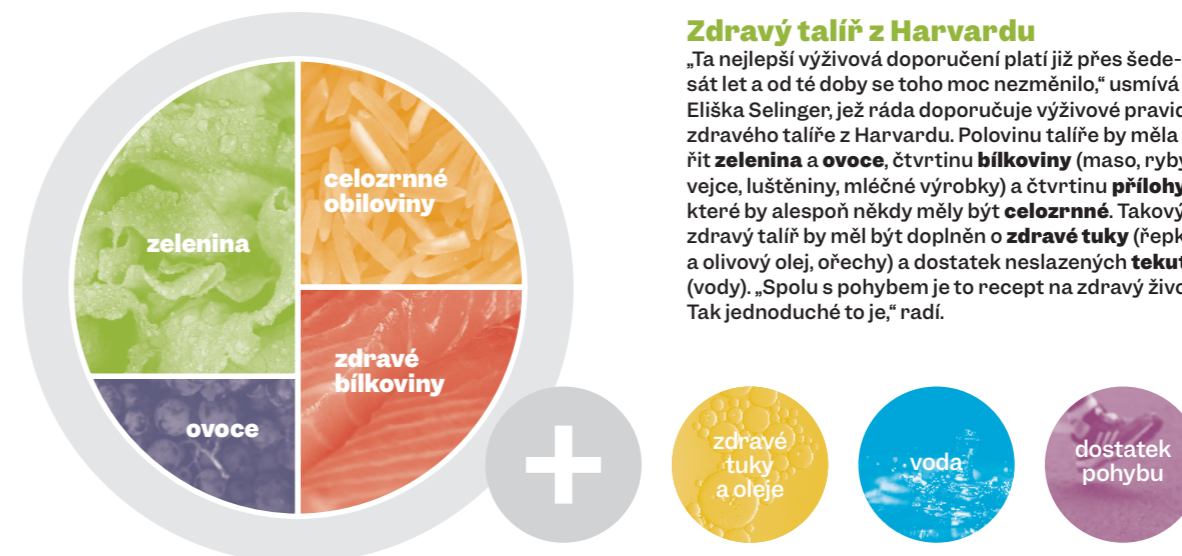 Zdravý talíř z Harvardu
„Ta nejlepší výživová doporučení platí již přes šede-
sát let a od té doby se toho moc nezměnilo,“ usmívá
Eliška Selinger, jež ráda doporučuje výživové pravid
zdravého talíře z Harvardu. Polovinu talíře by měla
řit zelenina a ovoce, čtvrtinu bílkoviny (maso, ryby
vejce, luštěniny, mléčné výrobky) a čtvrtinu přílohy
které by alespoň někdy měly být celozrnné. Takový
zdravý talíř by měl být doplněn o zdravé tuky (řepk
a olivový olej, ořechy) a dostatek neslazených tekut
(vody). „Spolu s pohybem je to recept na zdravý živo
Tak jednoduché to je,“ radí.
zelenina
celozrnné
obiloviny
ovoce
zdravé
bílkoviny
+
zdravé
tuky
a oleje
voda
dostatek
pohybu